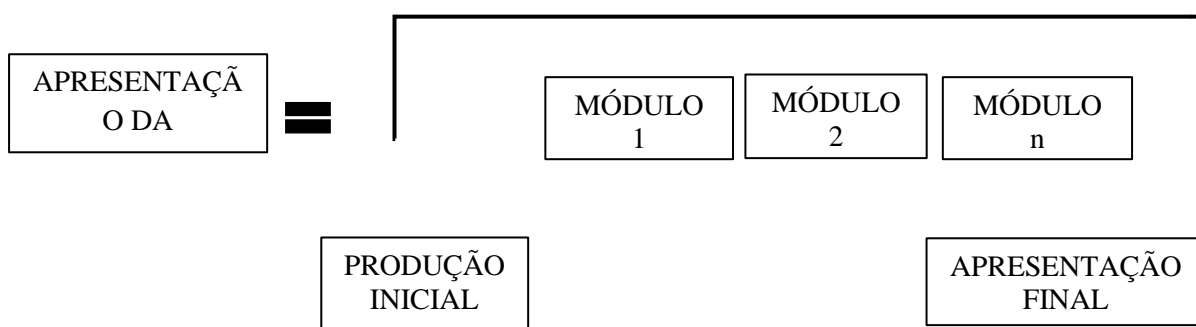 APRESENTAÇÃ
O DA
MÓDULO
1
MÓDULO
2
MÓDULO
n
PRODUÇÃO
INICIAL
APRESENTAÇÃO
FINAL